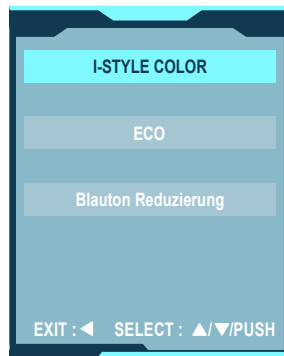 I-STYLE COLOR
ECO
Blauton Reduzierung
EXIT : ◀ SELECT : ▲/▼/PUSH